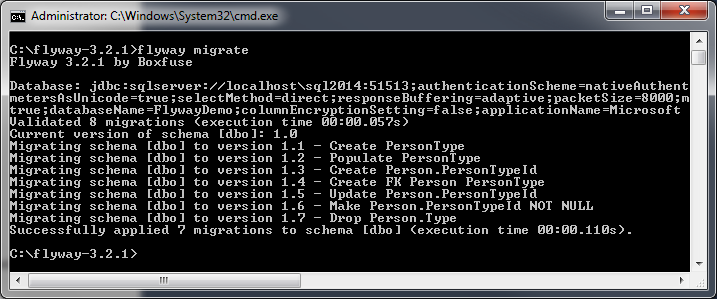 Administrator: C:\Windows\System32\cmd.exe
C:\flyway-3.2.1>flyway migrate
Flyway 3.2.1 by Boxfuse
Database: jdbc:sqlserver://localhost\sql2014:51513;authenticationScheme=nativeAuthent
metersAsUnicode=true;selectMethod=direct;responseBuffering=adaptive;packetSize=8000;m
true;databaseName=FlywayDemo;columnEncryptionSetting=false;applicationName=Microsoft
Validated 8 migrations (execution time 00:00.057s)
Current version of schema [dbo]: 1.0
Migrating schema [dbo] to version 1.1 - Create PersonType
Migrating schema [dbo] to version 1.2 - Populate PersonType
Migrating schema [dbo] to version 1.3 - Create Person.PersonTypeId
Migrating schema [dbo] to version 1.4 - Create FK Person PersonType
Migrating schema [dbo] to version 1.5 - Update Person.PersonTypeId
Migrating schema [dbo] to version 1.6 - Make Person.PersonTypeId NOT NULL
Migrating schema [dbo] to version 1.7 - Drop Person.Type
Successfully applied 7 migrations to schema [dbo] (execution time 00:00.110s).
C:\flyway-3.2.1>